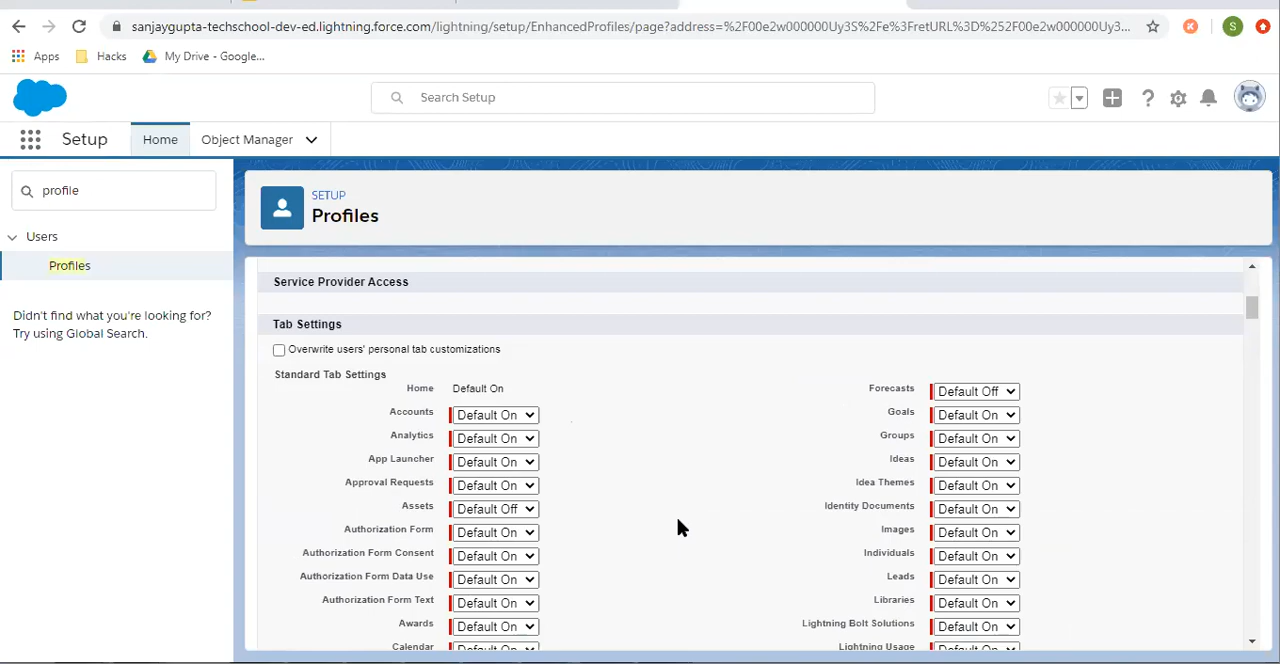 sanjaygupta-techschool-dev-ed.lightning.force.com/lightning/setup/EnhancedProfiles/page?address=%2F00e2w000000Uy3S%2Fe%3FretURL%3D%252F00e2w000000Uy3...
S
Apps Hacks My Drive - Google...
Search Setup
Setup Home Object Manager
profile
Users
Profiles
Didn't find what you're looking for?
Try using Global Search.
SETUP
Profiles
Service Provider Access
Tab Settings
Overwrite users' personal tab customizations
Standard Tab Settings
Home Default On
Accounts Default On
Analytics Default On
App Launcher Default On
Approval Requests Default On
Assets Default Off
Authorization Form Default On
Authorization Form Consent Default On
Authorization Form Data Use Default On
Authorization Form Text Default On
Awards Default On
Calendar Default On
Forecasts Default Off
Goals Default On
Groups Default On
Ideas Default On
Idea Themes Default On
Identity Documents Default On
Images Default On
Individuals Default On
Leads Default On
Libraries Default On
Lightning Bolt Solutions Default On
Lightning Usage Default On